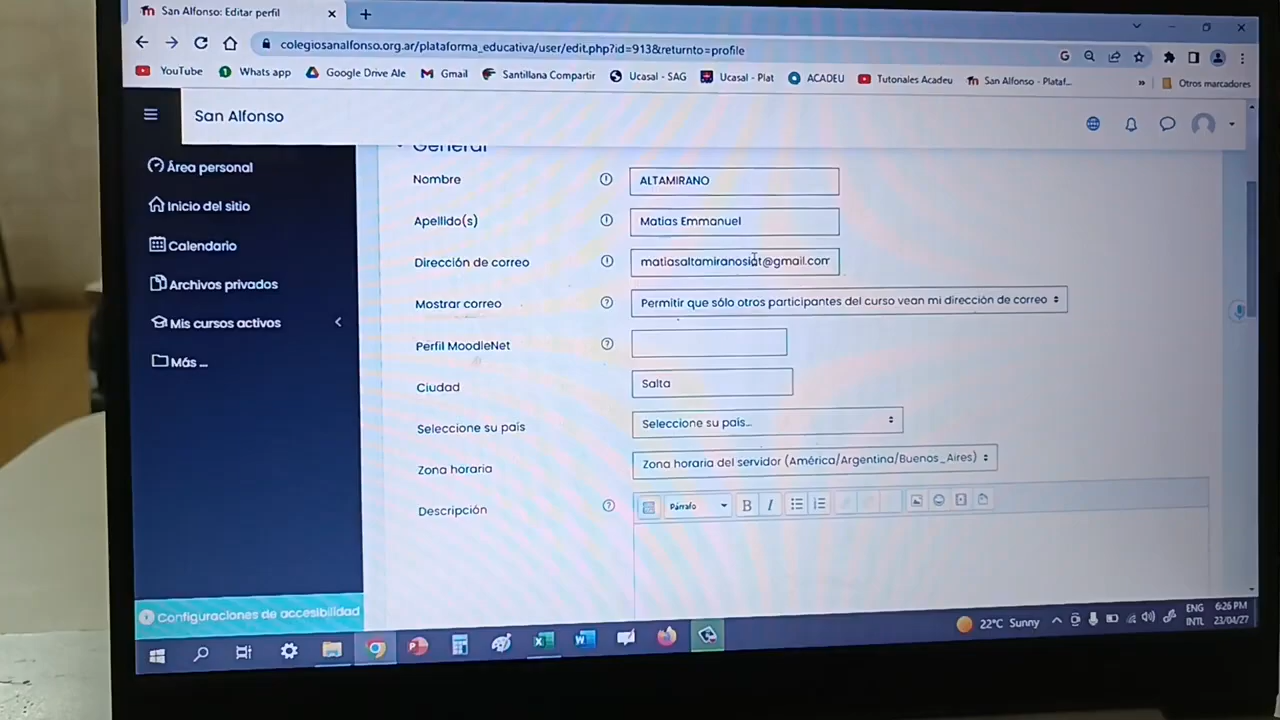 San Alfonso: Editar perfil
colegiosanalfonso.org.ar/plataforma_educativa/user/edit.php?id=913&returnto=profile
YouTube Whats app Google Drive Ale Gmail Santillana Compartir Ucasal - SAG Ucasal - Plat ACADEU Tutonales Acadeu San Alfonso - Plataf... » Otros marcadores
San Alfonso
General
Área personal
Inicio del sitio
Calendario
Archivos privados
Mis cursos activos
Más ...
Configuraciones de accesibilidad
Nombre ALTAMIRANO
Apellido(s) Matias Emmanuel
Dirección de correo
Mostrar correo Permitir que sólo otros participantes del curso vean mi dirección de correo
Perfil MoodleNet
Ciudad Salta
Seleccione su país Seleccione su país...
Zona horaria Zona horaria del servidor (América/Argentina/Buenos_Aires)
Descripción Párrafo B I
22°C Sunny ENG 6:26 PM
INTL 23/04/27